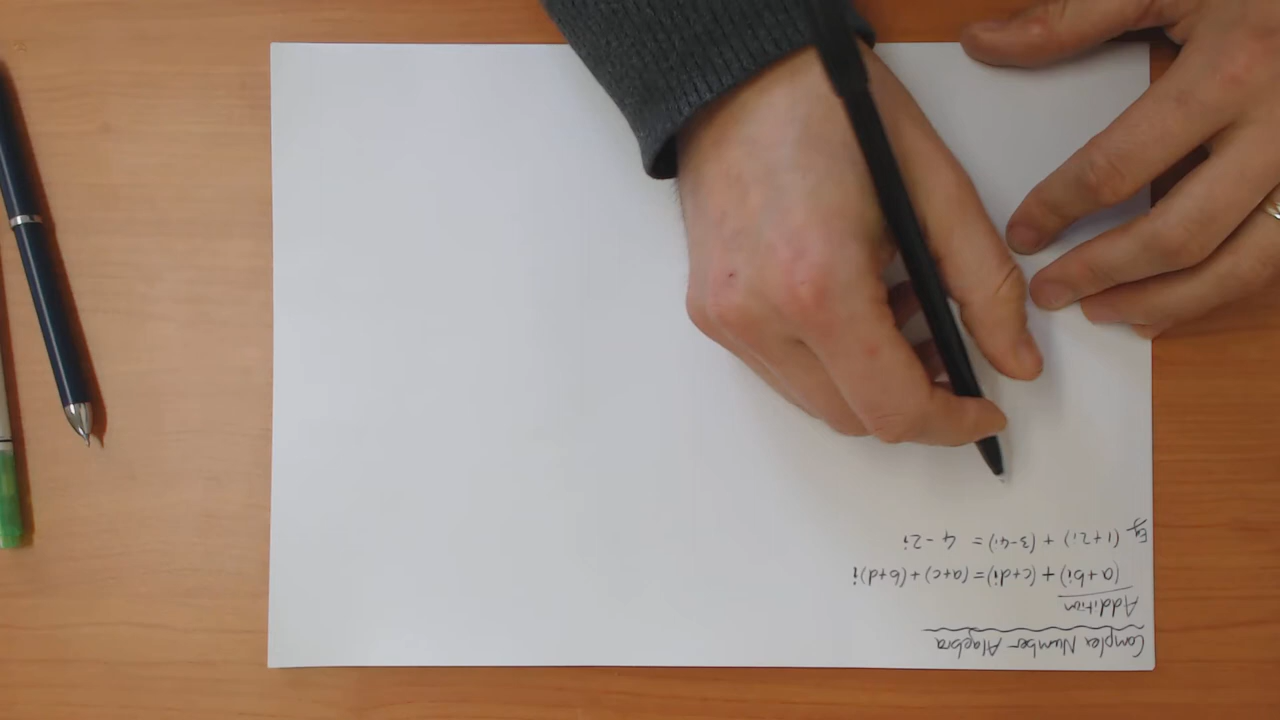 Complex Number Algebra
Addition
(a+bi) + (c+di) = (a+c) + (b+d)i
Eg (1+2i) + (3-4i) = 4 - 2i